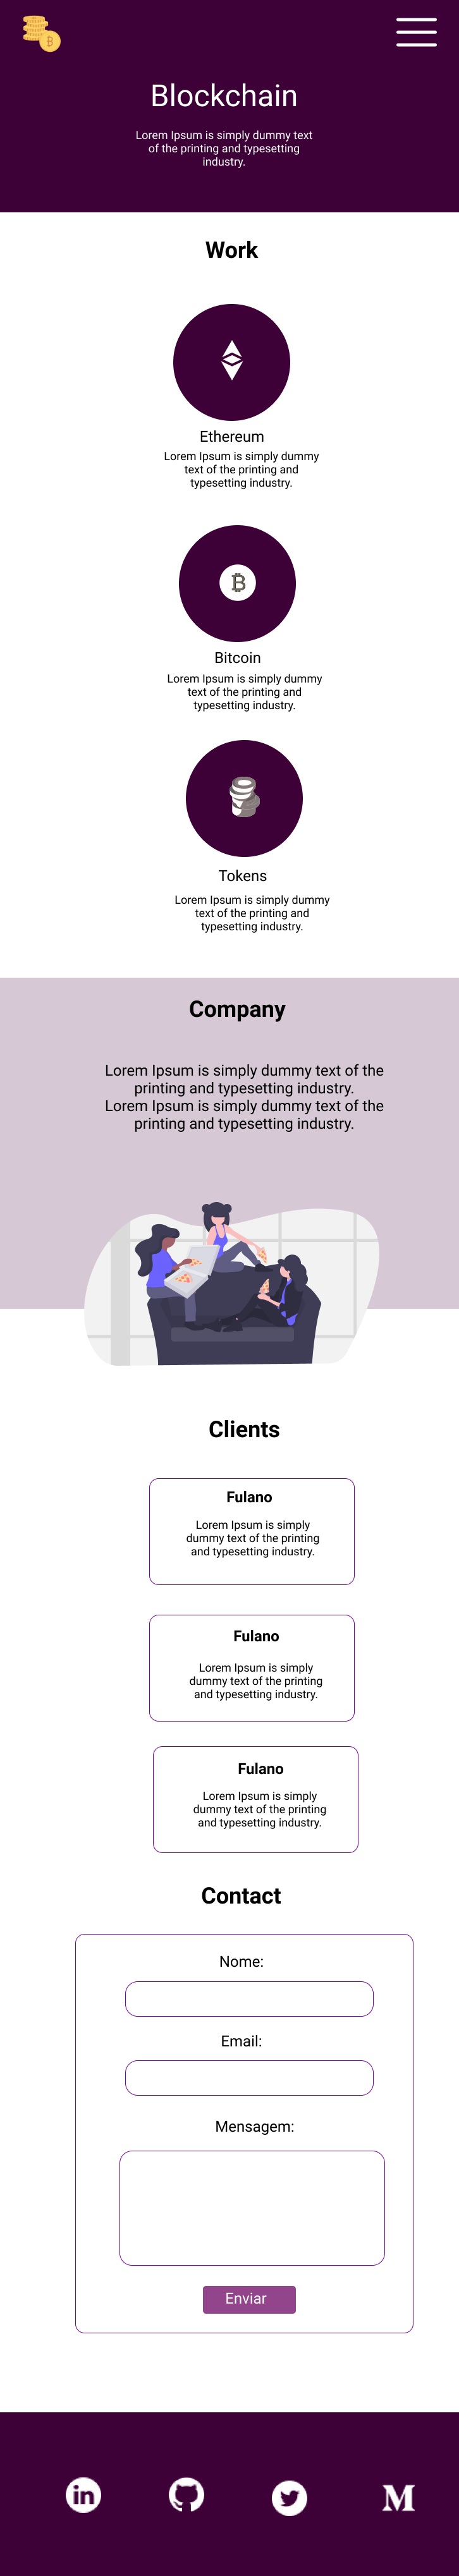 Blockchain
Lorem Ipsum is simply dummy text
of the printing and typesetting
industry.
Work
Ethereum
Lorem Ipsum is simply dummy
text of the printing and
typesetting industry.
Bitcoin
Lorem Ipsum is simply dummy
text of the printing and
typesetting industry.
Tokens
Lorem Ipsum is simply dummy
text of the printing and
typesetting industry.
Company
Lorem Ipsum is simply dummy text of the
printing and typesetting industry.
Lorem Ipsum is simply dummy text of the
printing and typesetting industry.
Clients
Fulano
Lorem Ipsum is simply
dummy text of the printing
and typesetting industry.
Fulano
Lorem Ipsum is simply
dummy text of the printing
and typesetting industry.
Fulano
Lorem Ipsum is simply
dummy text of the printing
and typesetting industry.
Contact
Nome:
Email:
Mensagem:
Enviar
in
M